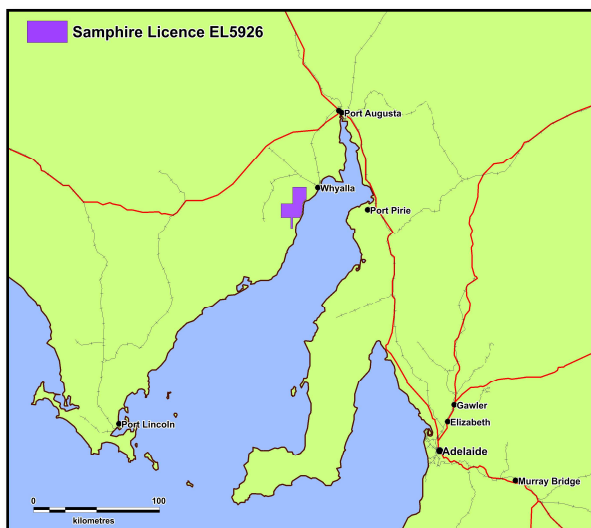 Samphire Licence EL5926
Port Augusta
Whyalla
Port Pirie
Gawler
Elizabeth
Port Lincoln
Adelaide
Murray Bridge
0 100
kilometres